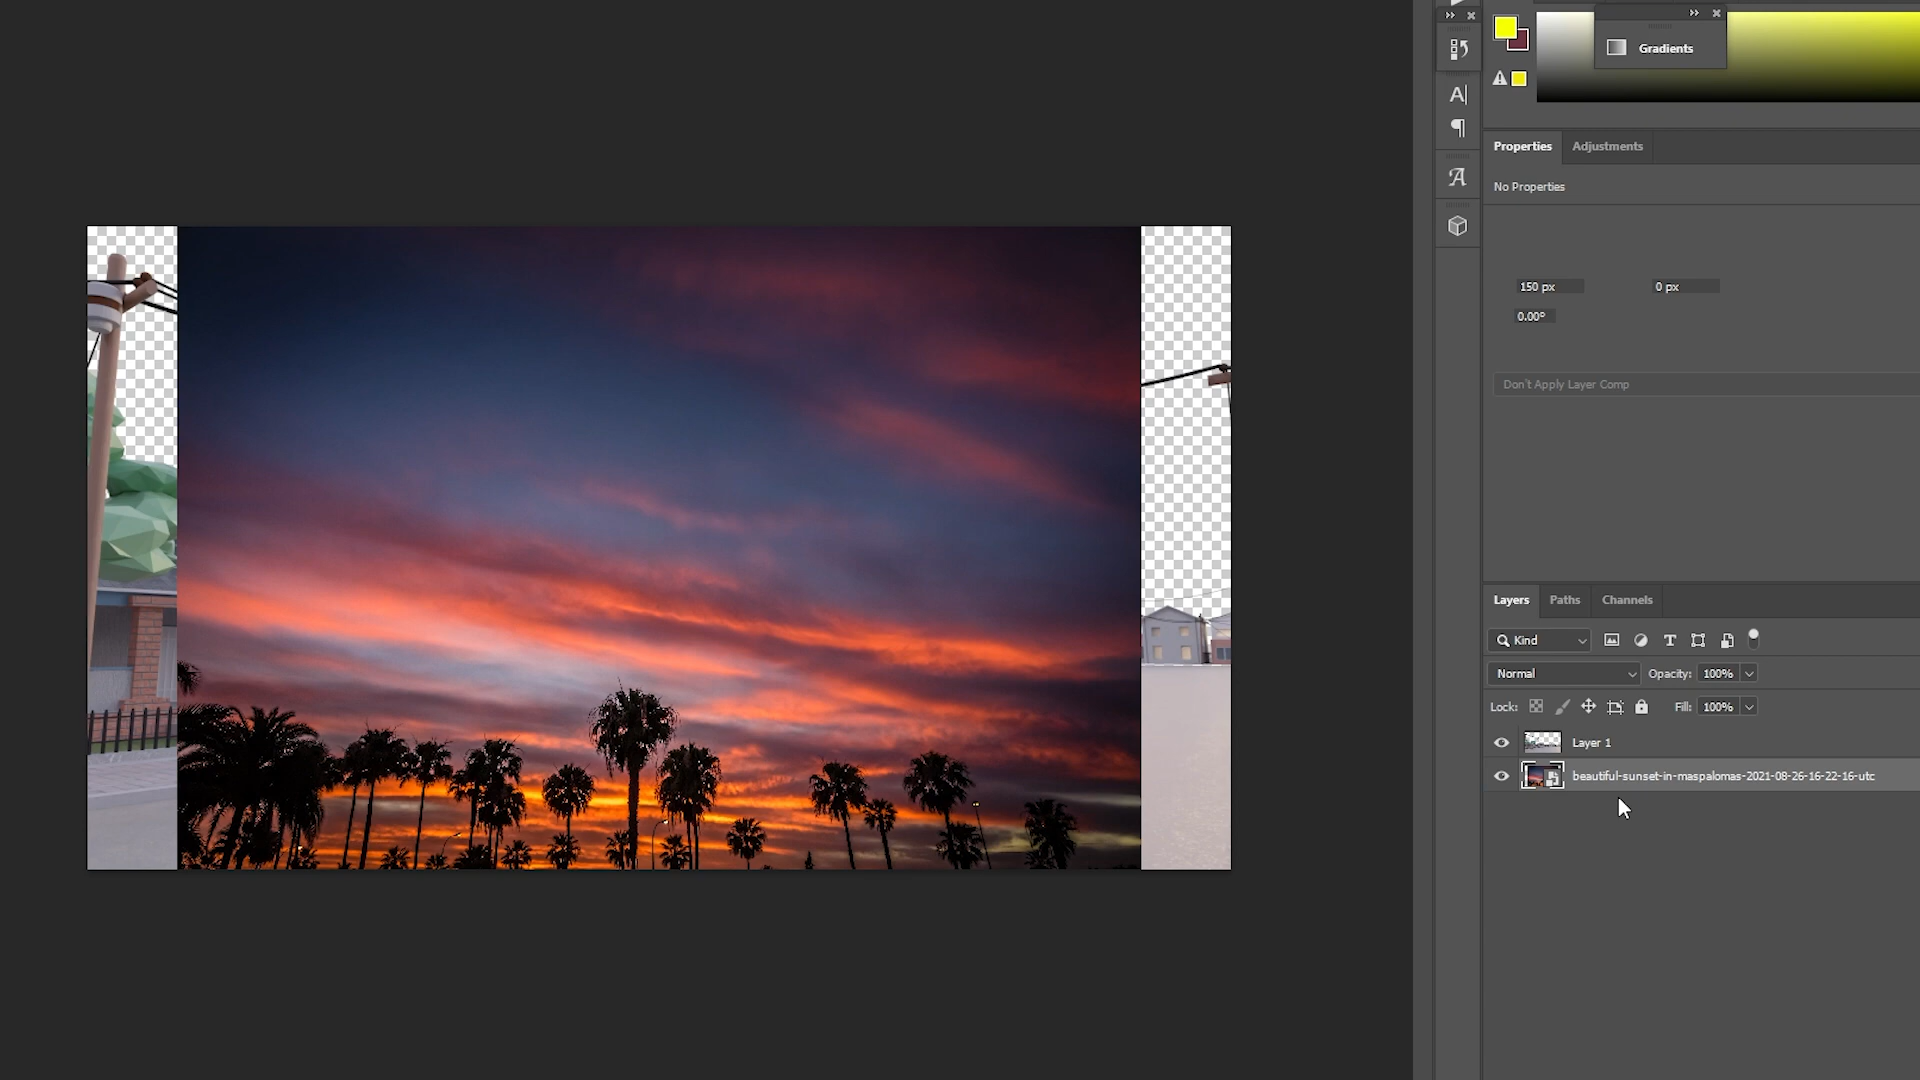 Gradients
Properties
Adjustments
No Properties
150 px
0 px
0.00°
Don't Apply Layer Comp
Layers
Paths
Channels
Kind
Normal
Opacity:
100%
Lock:
Fill:
100%
Layer 1
beautiful-sunset-in-maspalomas-2021-08-26-16-22-16-utc